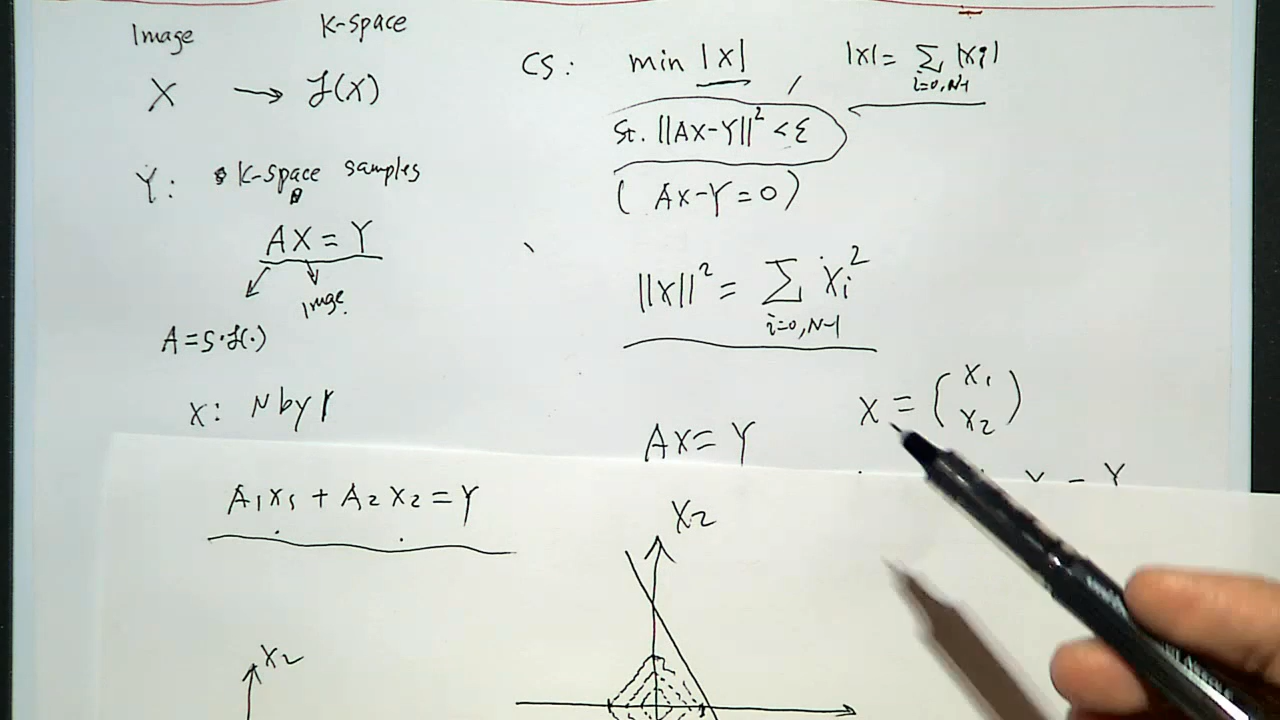 Image K-space
X → ℱ(X)
Y: K-space samples
AX = Y
Image
A = S·ℱ(·)
X: N by 1
CS: min |X| ,
|X| = Σ |Xi|
i=0,N-1
St. ||AX-Y||² < ε
( AX-Y=0 )
||X||² = Σ Xi²
i=0,N-1
AX = Y
X = (X1
X2)
A1X1 + A2X2 = Y
X2
X2